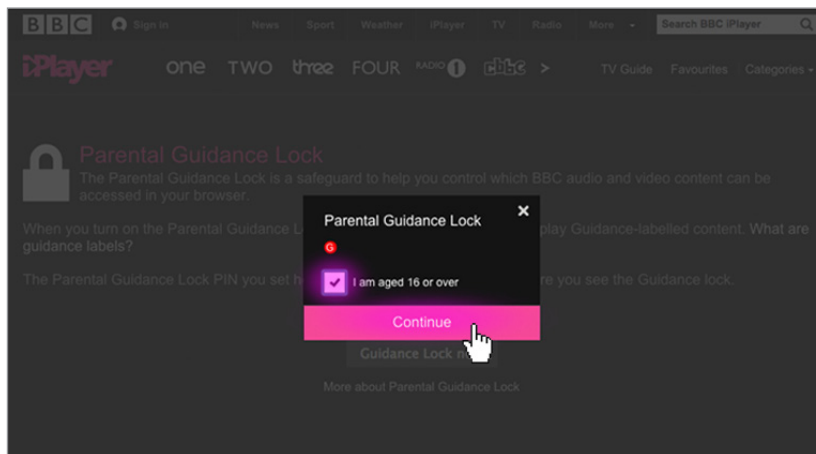 BBC Sign in News Sport Weather iPlayer TV Radio More Search BBC iPlayer
iPlayer one TWO three FOUR RADIO 1 cbbc > TV Guide Favourites Categories
Parental Guidance Lock
The Parental Guidance Lock is a safeguard to help you control which BBC audio and video content can be
accessed in your browser.
Parental Guidance Lock ×
When you turn on the Parental Guidance play Guidance-labelled content. What are
guidance labels?
G
The Parental Guidance Lock PIN you set you see the Guidance lock.
I am aged 16 or over
Continue
Guidance Lock
More about Parental Guidance Lock